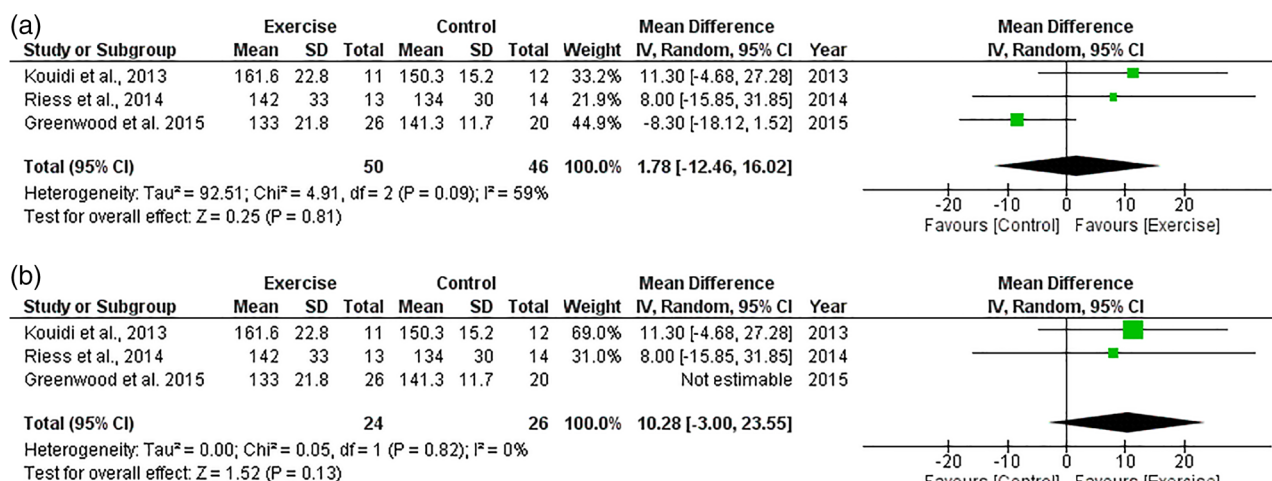 (a)
Exercise Control Mean Difference Mean Difference
Study or Subgroup Mean SD Total Mean SD Total Weight IV, Random, 95% CI Year IV, Random, 95% CI
Kouidi et al., 2013 161.6 22.8 11 150.3 15.2 12 33.2% 11.30 [-4.68, 27.28] 2013
Riess et al., 2014 142 33 13 134 30 14 21.9% 8.00 [-15.85, 31.85] 2014
Greenwood et al. 2015 133 21.8 26 141.3 11.7 20 44.9% -8.30 [-18.12, 1.52] 2015
Total (95% CI) 50 46 100.0% 1.78 [-12.46, 16.02]
Heterogeneity: Tau² = 92.51; Chi² = 4.91, df = 2 (P = 0.09); I² = 59%
Test for overall effect: Z = 0.25 (P = 0.81)
-20 -10 0 10 20
Favours [Control] Favours [Exercise]
(b)
Exercise Control Mean Difference Mean Difference
Study or Subgroup Mean SD Total Mean SD Total Weight IV, Random, 95% CI Year IV, Random, 95% CI
Kouidi et al., 2013 161.6 22.8 11 150.3 15.2 12 69.0% 11.30 [-4.68, 27.28] 2013
Riess et al., 2014 142 33 13 134 30 14 31.0% 8.00 [-15.85, 31.85] 2014
Greenwood et al. 2015 133 21.8 26 141.3 11.7 20 Not estimable 2015
Total (95% CI) 24 26 100.0% 10.28 [-3.00, 23.55]
Heterogeneity: Tau² = 0.00; Chi² = 0.05, df = 1 (P = 0.82); I² = 0%
Test for overall effect: Z = 1.52 (P = 0.13)
-20 -10 0 10 20
Favours [Control] Favours [Exercise]